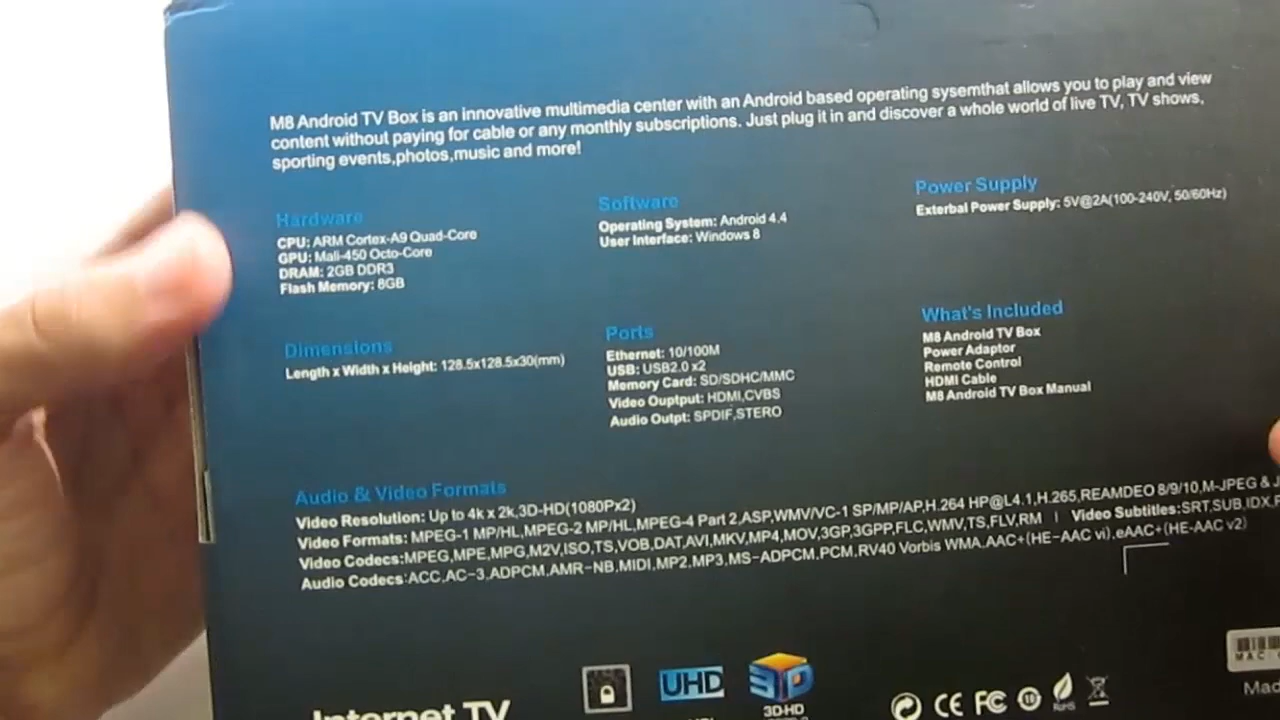 M8 Android TV Box is an innovative multimedia center with an Android based operating sysemthat allows you to play and view
content without paying for cable or any monthly subscriptions. Just plug it in and discover a whole world of live TV, TV shows,
sporting events,photos,music and more!
Hardware
CPU: ARM Cortex-A9 Quad-Core
GPU: Mali-450 Octo-Core
DRAM: 2GB DDR3
Flash Memory: 8GB
Software
Operating System: Android 4.4
User Interface: Windows 8
Power Supply
Exterbal Power Supply: 5V@2A(100-240V, 50/60Hz)
Dimensions
Length x Width x Height: 128.5x128.5x30(mm)
Ports
Ethernet: 10/100M
USB: USB2.0 x2
Memory Card: SD/SDHC/MMC
Video Ouptput: HDMI,CVBS
Audio Outpt: SPDIF,STERO
What's Included
M8 Android TV Box
Power Adaptor
Remote Control
HDMI Cable
M8 Android TV Box Manual
Audio & Video Formats
Video Resolution: Up to 4k x 2k,3D-HD(1080Px2)
Video Formats: MPEG-1 MP/HL,MPEG-2 MP/HL,MPEG-4 Part 2,ASP,WMV/VC-1 SP/MP/AP,H.264 HP@L4.1,H.265,REAMDEO 8/9/10,M-JPEG &
Video Codecs:MPEG,MPE,MPG,M2V,ISO,TS,VOB,DAT,AVI,MKV,MP4,MOV,3GP,3GPP,FLC,WMV,TS,FLV,RM | Video Subtitles:SRT,SUB,IDX,
Audio Codecs:ACC,AC-3,ADPCM,AMR-NB,MIDI,MP2,MP3,MS-ADPCM,PCM,RV40 Vorbis WMA,AAC+(HE-AAC vi),eAAC+(HE-AAC v2)
Internet TV
UHD
3D
3D-HD
CE FC
RoHS
MAC
Mad